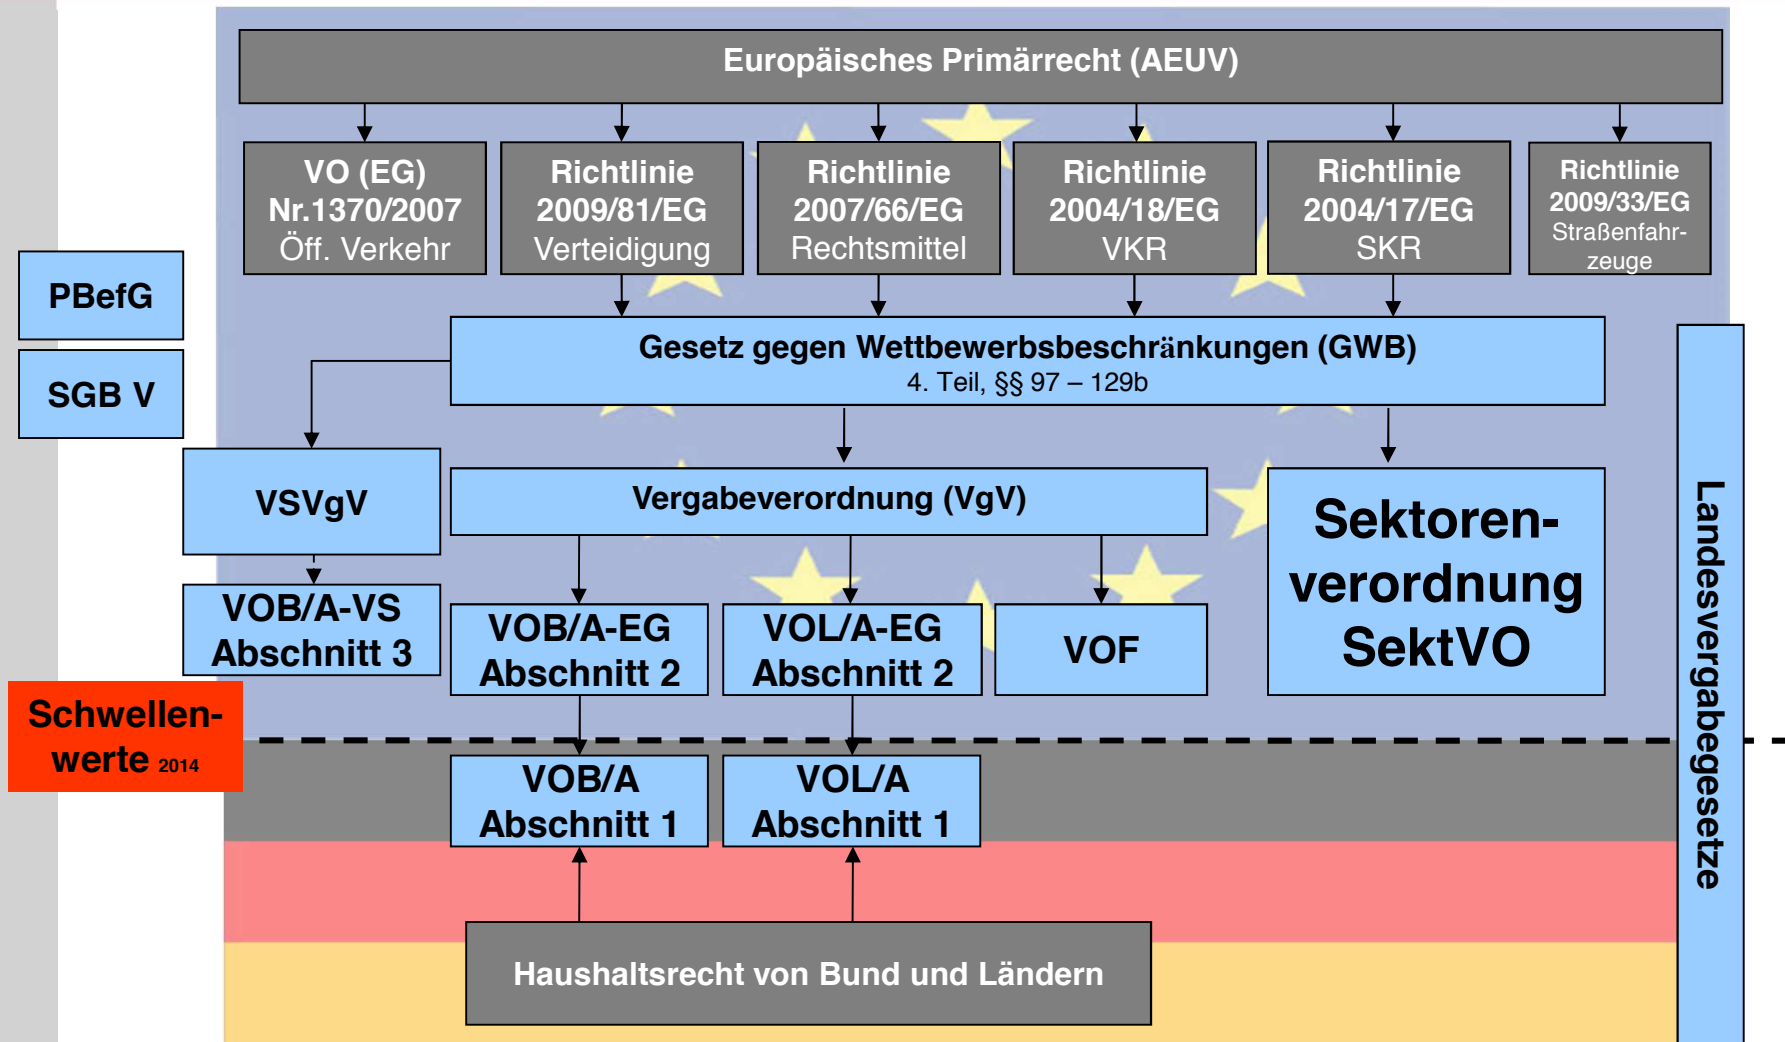 Europäisches Primärrecht (AEUV)
VO (EG)
Nr.1370/2007
Öff. Verkehr
Richtlinie
2009/81/EG
Verteidigung
Richtlinie
2007/66/EG
Rechtsmittel
Richtlinie
2004/18/EG
VKR
Richtlinie
2004/17/EG
SKR
Richtlinie
2009/33/EG
Straßenfahr-
zeuge
PBefG
SGB V
Gesetz gegen Wettbewerbsbeschränkungen (GWB)
4. Teil, §§ 97 – 129b
VSVgV
Vergabeverordnung (VgV)
Sektoren-
verordnung
SektVO
Landesvergabegesetze
VOB/A-VS
Abschnitt 3
VOB/A-EG
Abschnitt 2
VOL/A-EG
Abschnitt 2
VOF
Schwellen-
werte 2014
VOB/A
Abschnitt 1
VOL/A
Abschnitt 1
Haushaltsrecht von Bund und Ländern